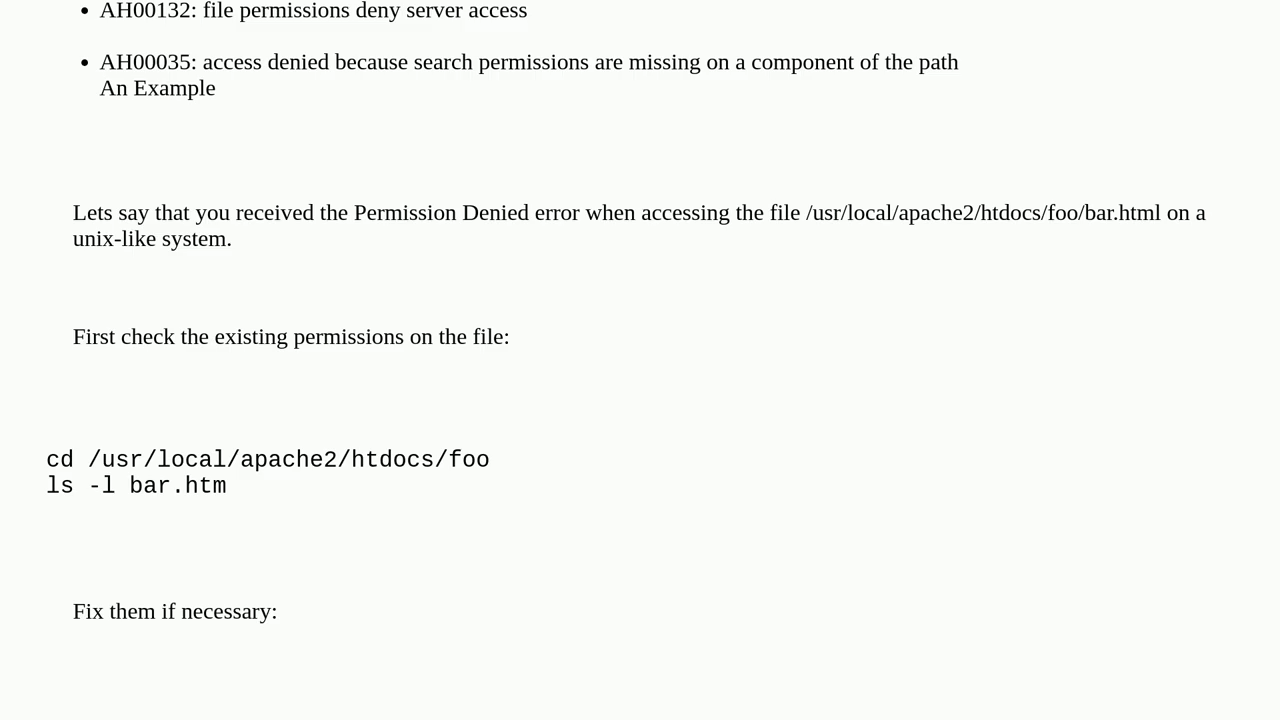 AH00132: file permissions deny server access
AH00035: access denied because search permissions are missing on a component of the path
An Example
Lets say that you received the Permission Denied error when accessing the file /usr/local/apache2/htdocs/foo/bar.html on a
unix-like system.
First check the existing permissions on the file:
cd /usr/local/apache2/htdocs/foo
ls -l bar.htm
Fix them if necessary: